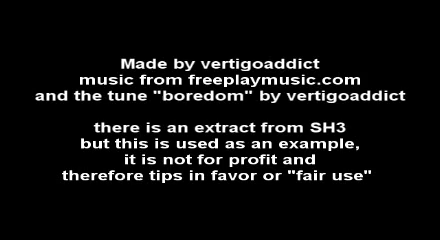 Made by vertigoaddict
music from freeplaymusic.com
and the tune "boredom" by vertigoaddict
there is an extract from SH3
but this is used as an example,
it is not for profit and
therefore tips in favor or "fair use"